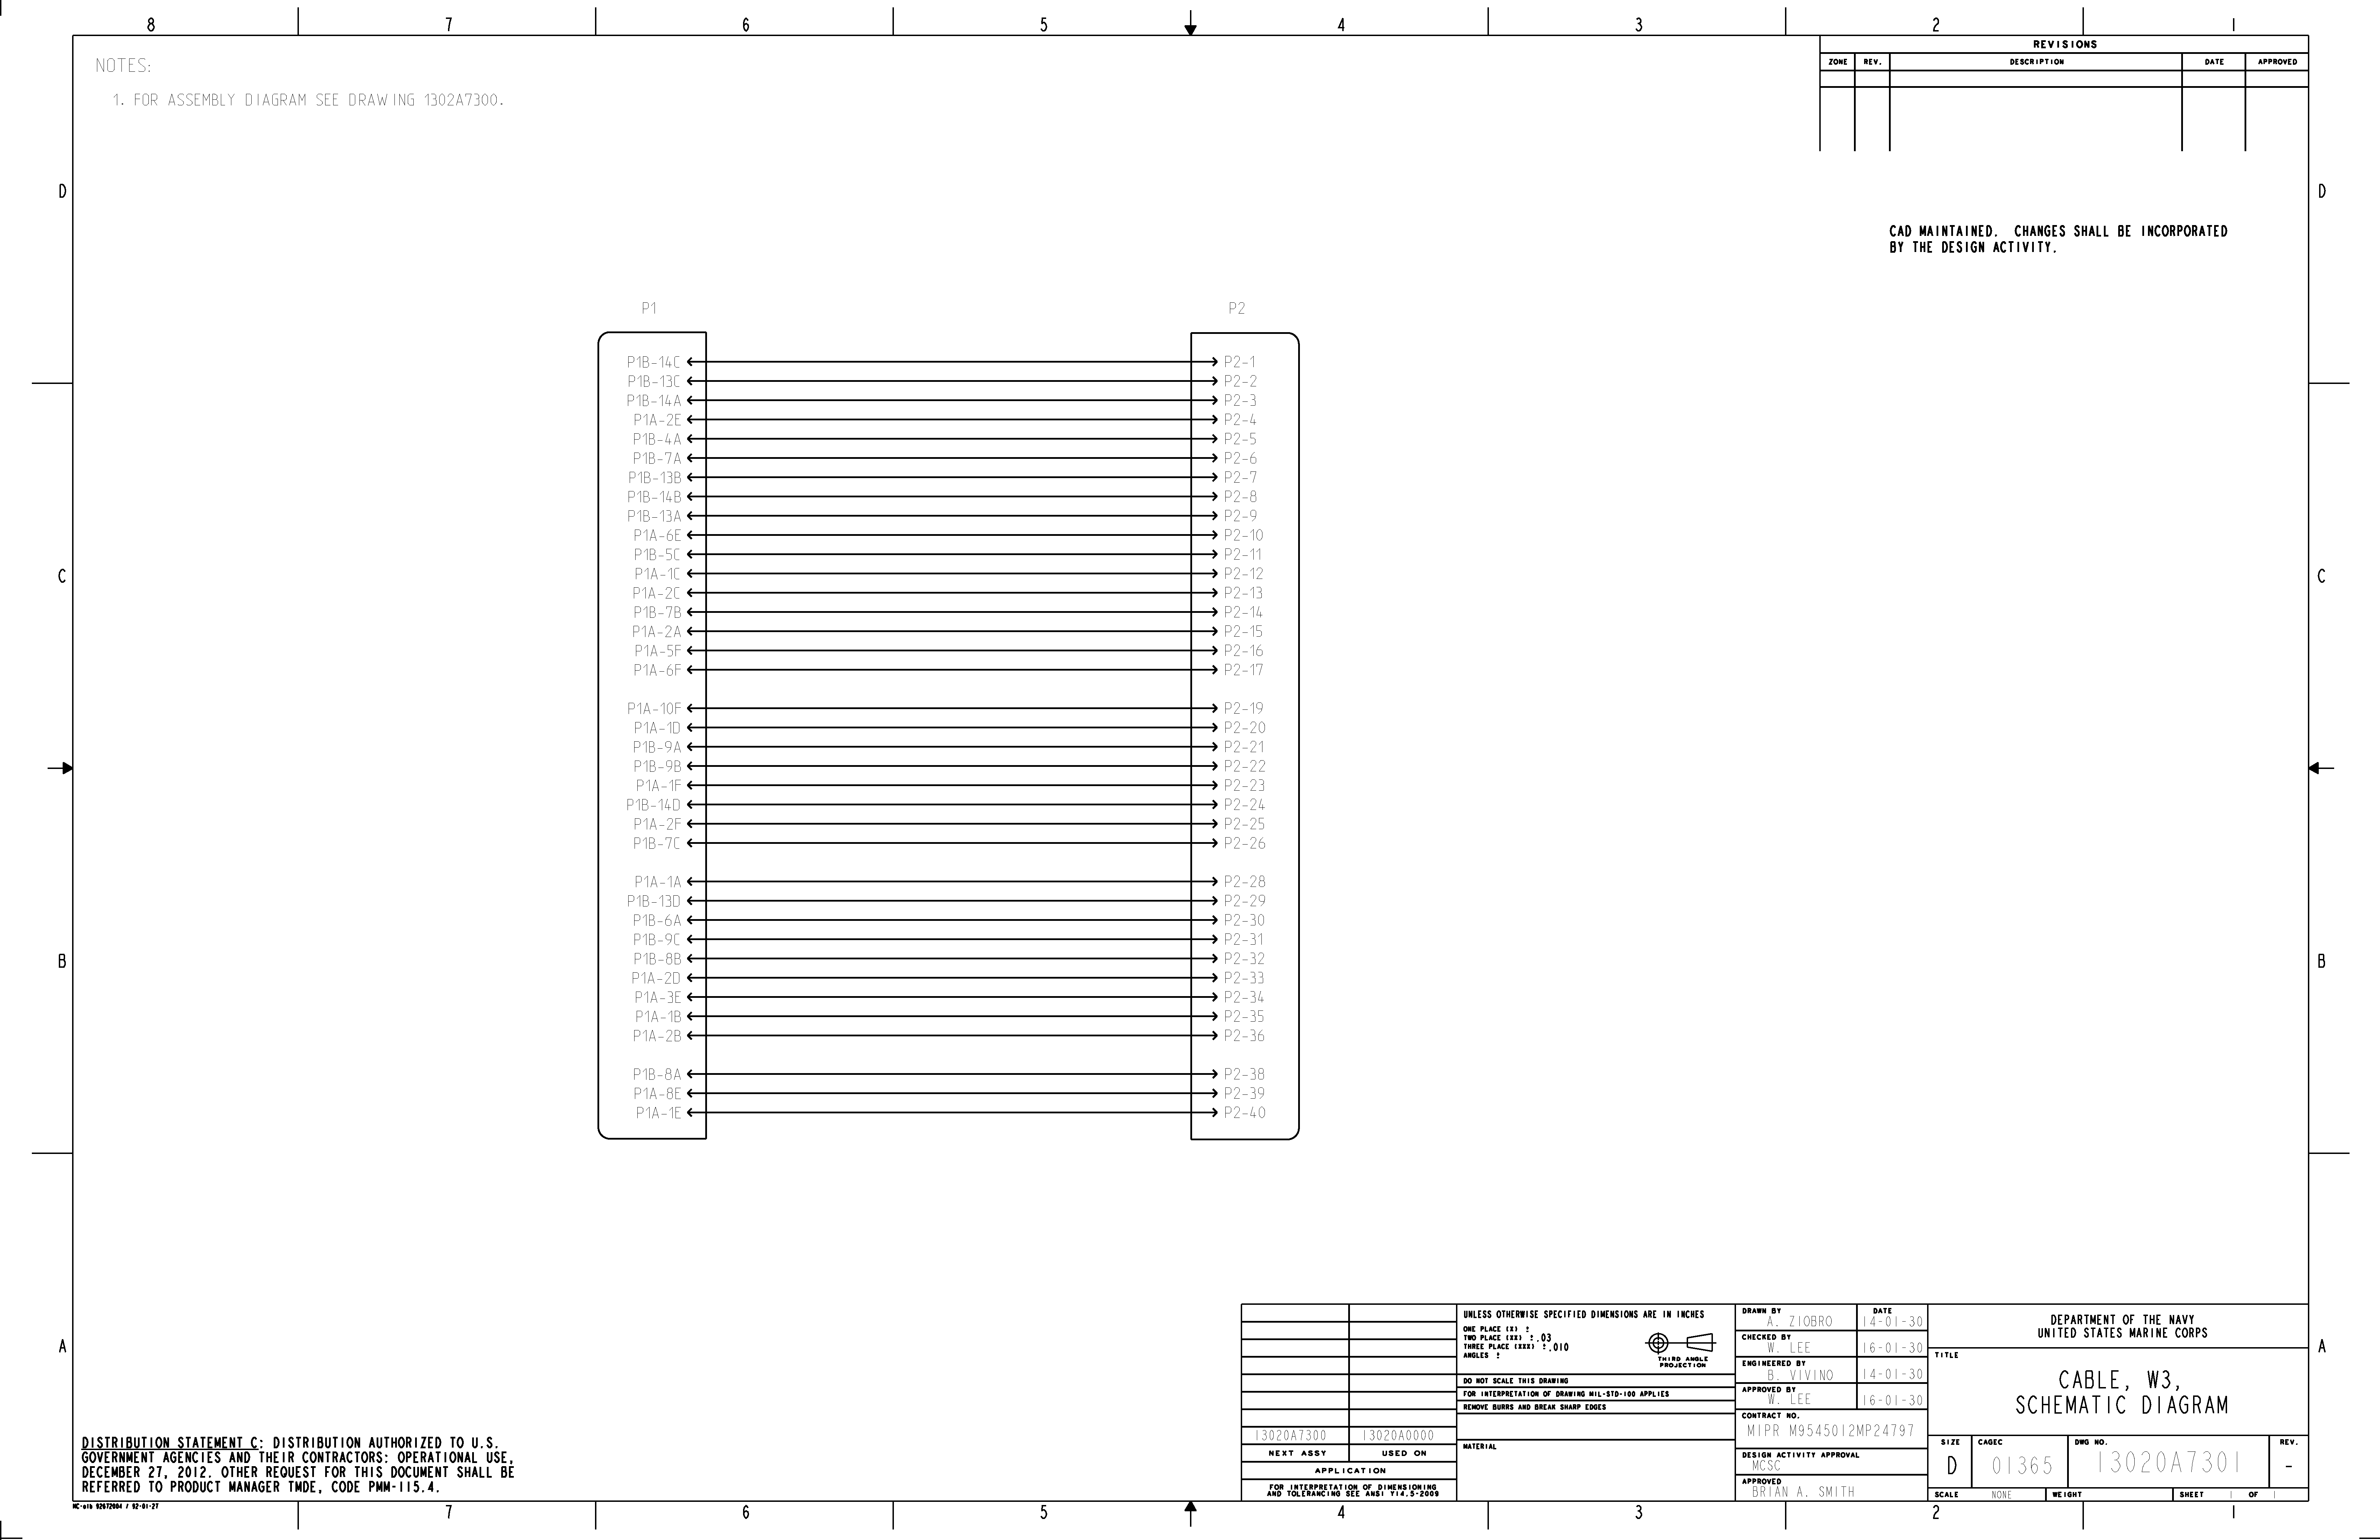 8 7 6 5 4 3 2 1
NOTES:
1. FOR ASSEMBLY DIAGRAM SEE DRAWING 1302A7300.
REVISIONS
ZONE REV. DESCRIPTION DATE APPROVED
D D
CAD MAINTAINED. CHANGES SHALL BE INCORPORATED
BY THE DESIGN ACTIVITY.
P1 P2
P1B-14C P2-1
P1B-13C P2-2
P1B-14A P2-3
P1A-2E P2-4
P1B-4A P2-5
P1B-7A P2-6
P1B-13B P2-7
P1B-14B P2-8
P1B-13A P2-9
P1A-6E P2-10
P1B-5C P2-11
P1A-1C P2-12
C C
P1A-2C P2-13
P1B-7B P2-14
P1A-2A P2-15
P1A-5F P2-16
P1A-6F P2-17
P1A-10F P2-19
P1A-1D P2-20
P1B-9A P2-21
P1B-9B P2-22
P1A-1F P2-23
P1B-14D P2-24
P1A-2F P2-25
P1B-7C P2-26
P1A-1A P2-28
P1B-13D P2-29
P1B-6A P2-30
P1B-9C P2-31
P1B-8B P2-32
B B
P1A-2D P2-33
P1A-3E P2-34
P1A-1B P2-35
P1A-2B P2-36
P1B-8A P2-38
P1A-8E P2-39
P1A-1E P2-40
A A
DISTRIBUTION STATEMENT C: DISTRIBUTION AUTHORIZED TO U.S.
GOVERNMENT AGENCIES AND THEIR CONTRACTORS: OPERATIONAL USE,
DECEMBER 27, 2012. OTHER REQUEST FOR THIS DOCUMENT SHALL BE
REFERRED TO PRODUCT MANAGER TMDE, CODE PMM-115.4.
13020A7300 13020A0000
NEXT ASSY USED ON
APPLICATION
FOR INTERPRETATION OF DIMENSIONING
AND TOLERANCING SEE ANSI Y14.5-2009
UNLESS OTHERWISE SPECIFIED DIMENSIONS ARE IN INCHES
ONE PLACE (X) ±
TWO PLACE (XX) ± .03
THREE PLACE (XXX) ± .010
ANGLES ±
THIRD ANGLE
PROJECTION
DO NOT SCALE THIS DRAWING
FOR INTERPRETATION OF DRAWING MIL-STD-100 APPLIES
REMOVE BURRS AND BREAK SHARP EDGES
MATERIAL
DRAWN BY DATE
A. ZIOBRO 14-01-30
CHECKED BY
W. LEE 16-01-30
ENGINEERED BY
B. VIVINO 14-01-30
APPROVED BY
W. LEE 16-01-30
CONTRACT NO.
MIPR M9545012MP24797
DESIGN ACTIVITY APPROVAL
MCSC
APPROVED
BRIAN A. SMITH
DEPARTMENT OF THE NAVY
UNITED STATES MARINE CORPS
TITLE
CABLE, W3,
SCHEMATIC DIAGRAM
SIZE CAGEC DWG NO. REV.
D 01365 13020A7301 -
SCALE NONE WEIGHT SHEET 1 OF 1
7 6 5 4 3 2 1